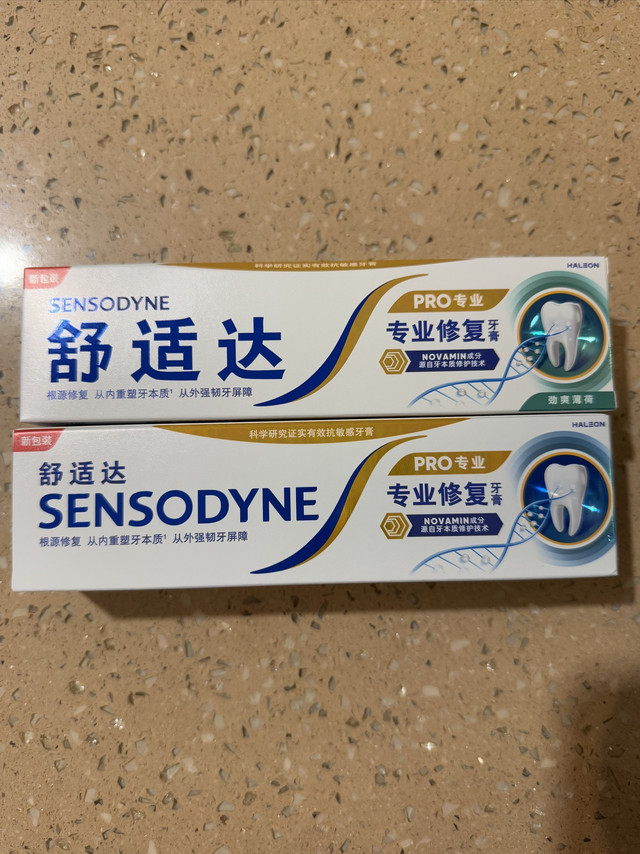 科学研究证实有效抗敏感牙膏
新包装
HALEON
SENSODYNE
舒适达
根源修复 从内重塑牙本质¹ 从外强韧牙屏障
PRO专业
专业修复牙膏
NOVAMIN成分
源自牙本质修护技术
劲爽薄荷
科学研究证实有效抗敏感牙膏
新包装
HALEON
舒适达
SENSODYNE
根源修复 从内重塑牙本质¹ 从外强韧牙屏障
PRO专业
专业修复牙膏
NOVAMIN成分
源自牙本质修护技术